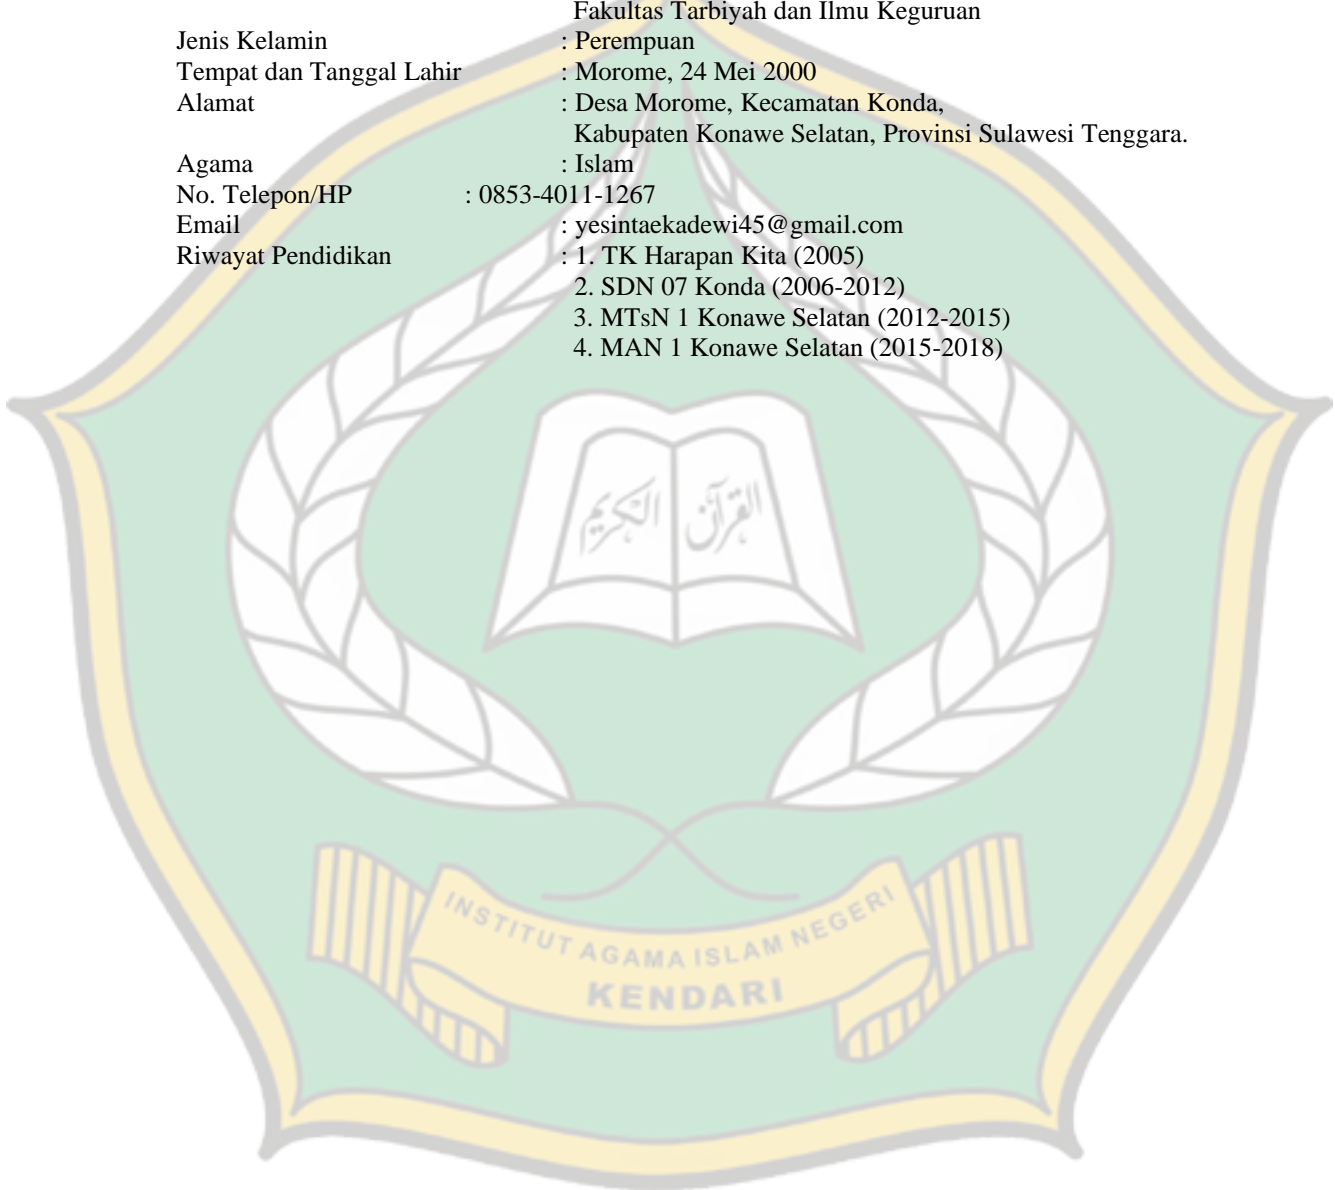 Fakultas Tarbiyah dan Ilmu Keguruan
Jenis Kelamin : Perempuan
Tempat dan Tanggal Lahir : Morome, 24 Mei 2000
Alamat : Desa Morome, Kecamatan Konda,
Kabupaten Konawe Selatan, Provinsi Sulawesi Tenggara.
Agama : Islam
No. Telepon/HP : 0853-4011-1267
Email : yesintaekadewi45@gmail.com
Riwayat Pendidikan : 1. TK Harapan Kita (2005)
2. SDN 07 Konda (2006-2012)
3. MTsN 1 Konawe Selatan (2012-2015)
4. MAN 1 Konawe Selatan (2015-2018)
القرآن الكريم
INSTITUT AGAMA ISLAM NEGERI
KENDARI